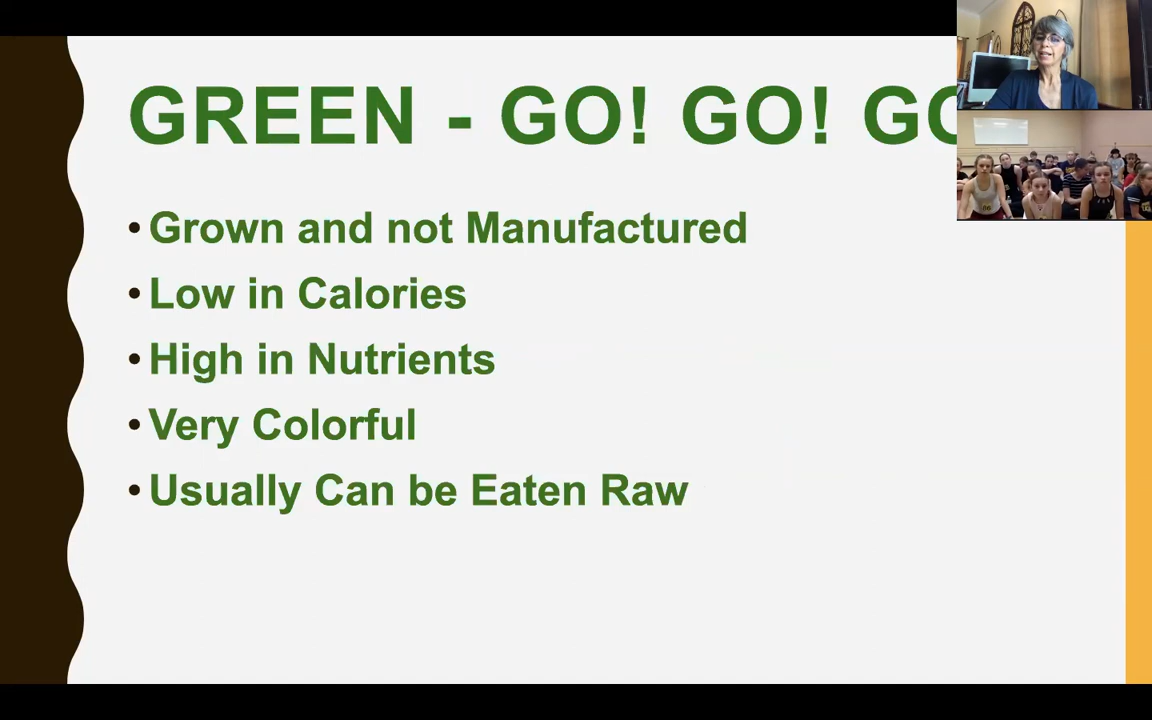 GREEN - GO! GO! GO
Grown and not Manufactured
Low in Calories
High in Nutrients
Very Colorful
Usually Can be Eaten Raw